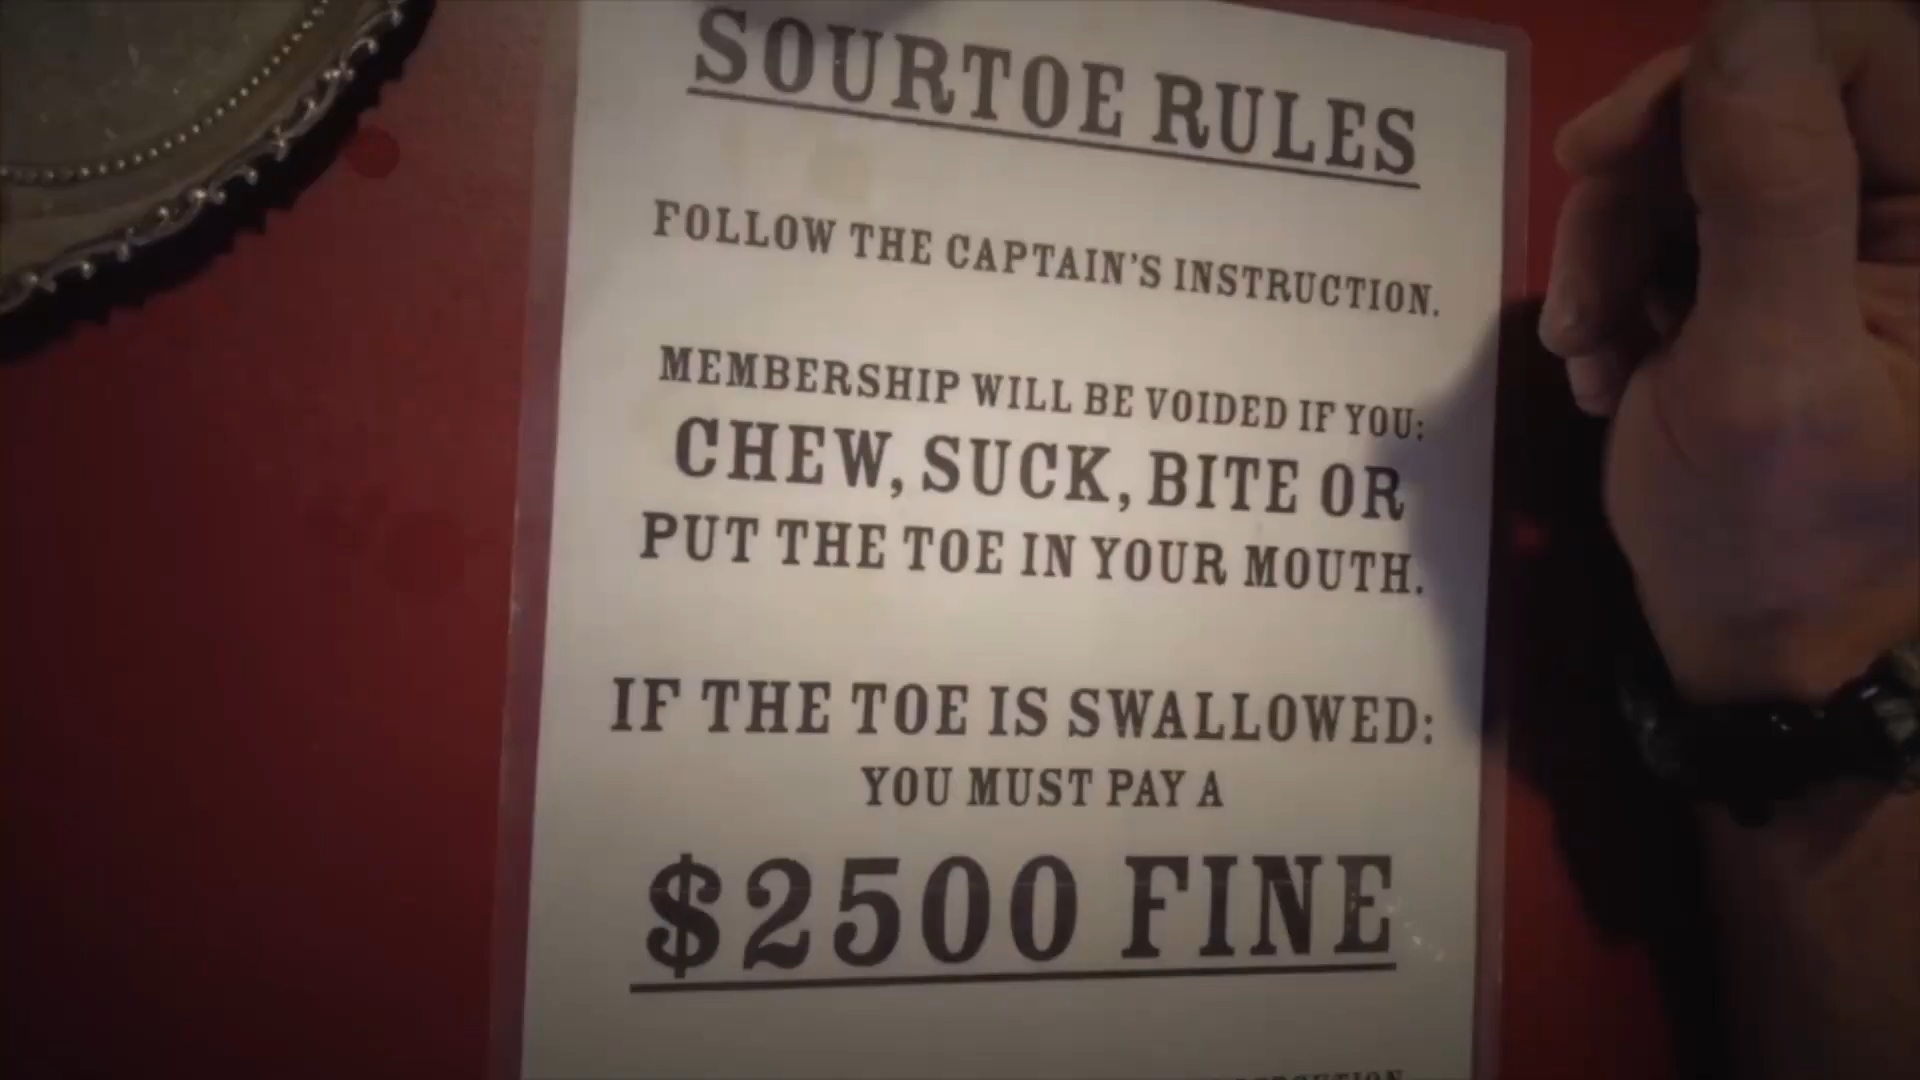 SOURTOE RULES
FOLLOW THE CAPTAIN'S INSTRUCTION.
MEMBERSHIP WILL BE VOIDED IF YOU:
CHEW, SUCK, BITE OR
PUT THE TOE IN YOUR MOUTH.
IF THE TOE IS SWALLOWED:
YOU MUST PAY A
$2500 FINE